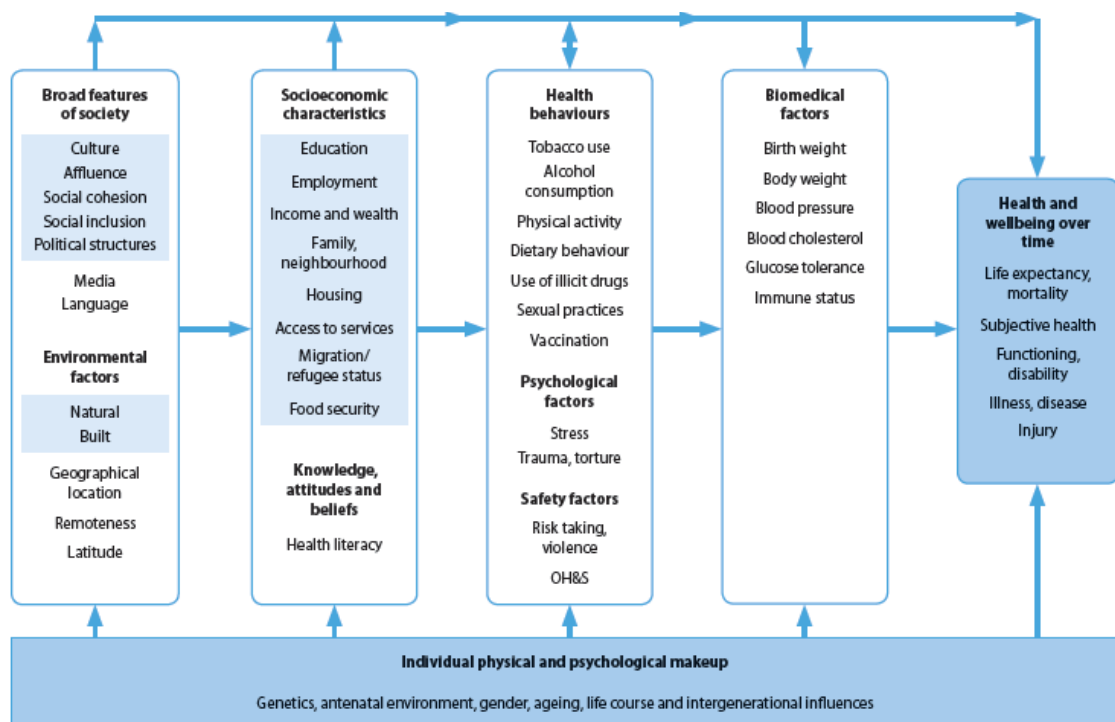 Broad features
of society
Culture
Affluence
Social cohesion
Social inclusion
Political structures
Media
Language
Environmental
factors
Natural
Built
Geographical
location
Remoteness
Latitude
Socioeconomic
characteristics
Education
Employment
Income and wealth
Family,
neighbourhood
Housing
Access to services
Migration/
refugee status
Food security
Knowledge,
attitudes and
beliefs
Health literacy
Health
behaviours
Tobacco use
Alcohol
consumption
Physical activity
Dietary behaviour
Use of illicit drugs
Sexual practices
Vaccination
Psychological
factors
Stress
Trauma, torture
Safety factors
Risk taking,
violence
OH&S
Biomedical
factors
Birth weight
Body weight
Blood pressure
Blood cholesterol
Glucose tolerance
Immune status
Health and
wellbeing over
time
Life expectancy,
mortality
Subjective health
Functioning,
disability
Illness, disease
Injury
Individual physical and psychological makeup
Genetics, antenatal environment, gender, ageing, life course and intergenerational influences